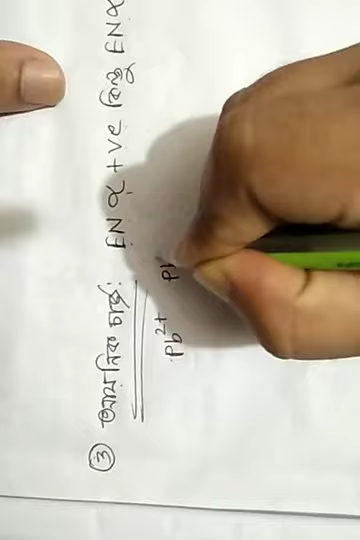 ③ আয়নিক চার্জ: EN α +ve কিন্তু EN α
Pb²⁺ Pb